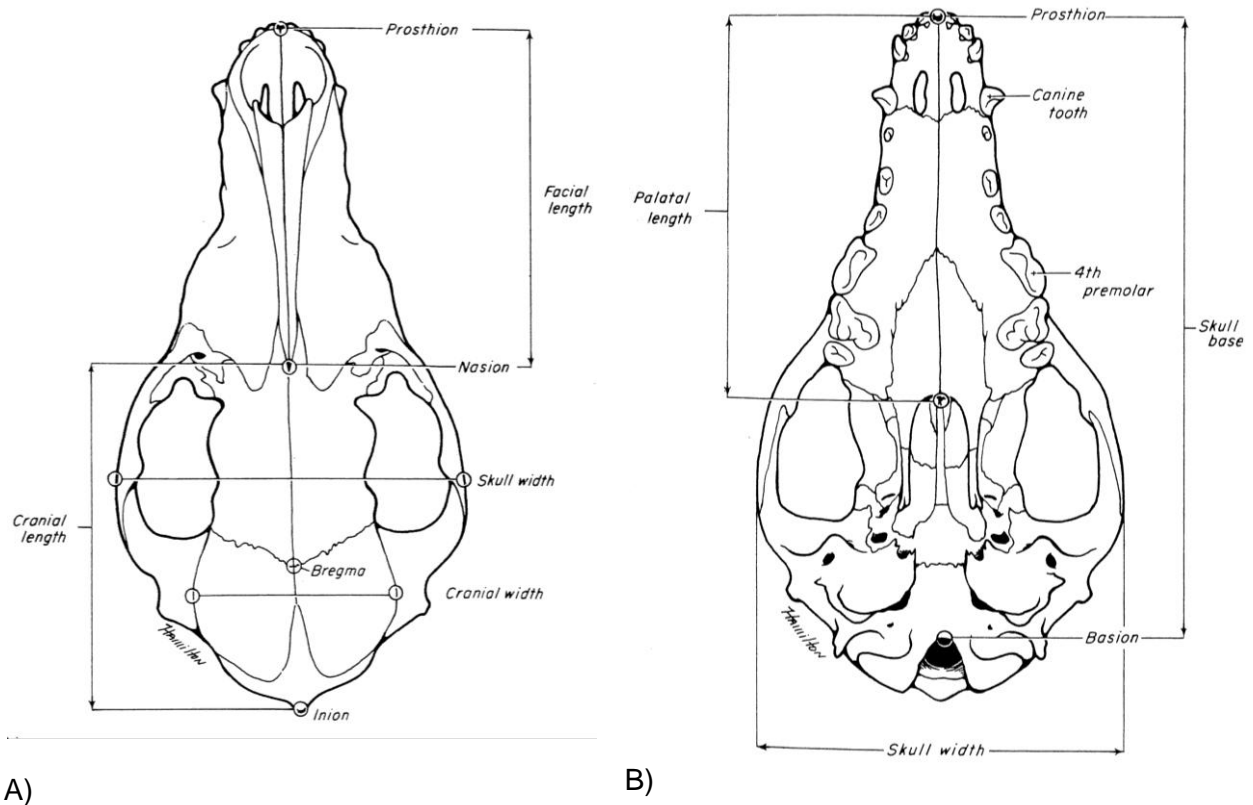 Prosthion
Facial
length
Nasion
Skull width
Cranial
length
Bregma
Cranial width
Hamilton
Inion
A)
Prosthion
Canine
tooth
Palatal
length
4th
premolar
Skull
base
Hamilton
Basion
Skull width
B)